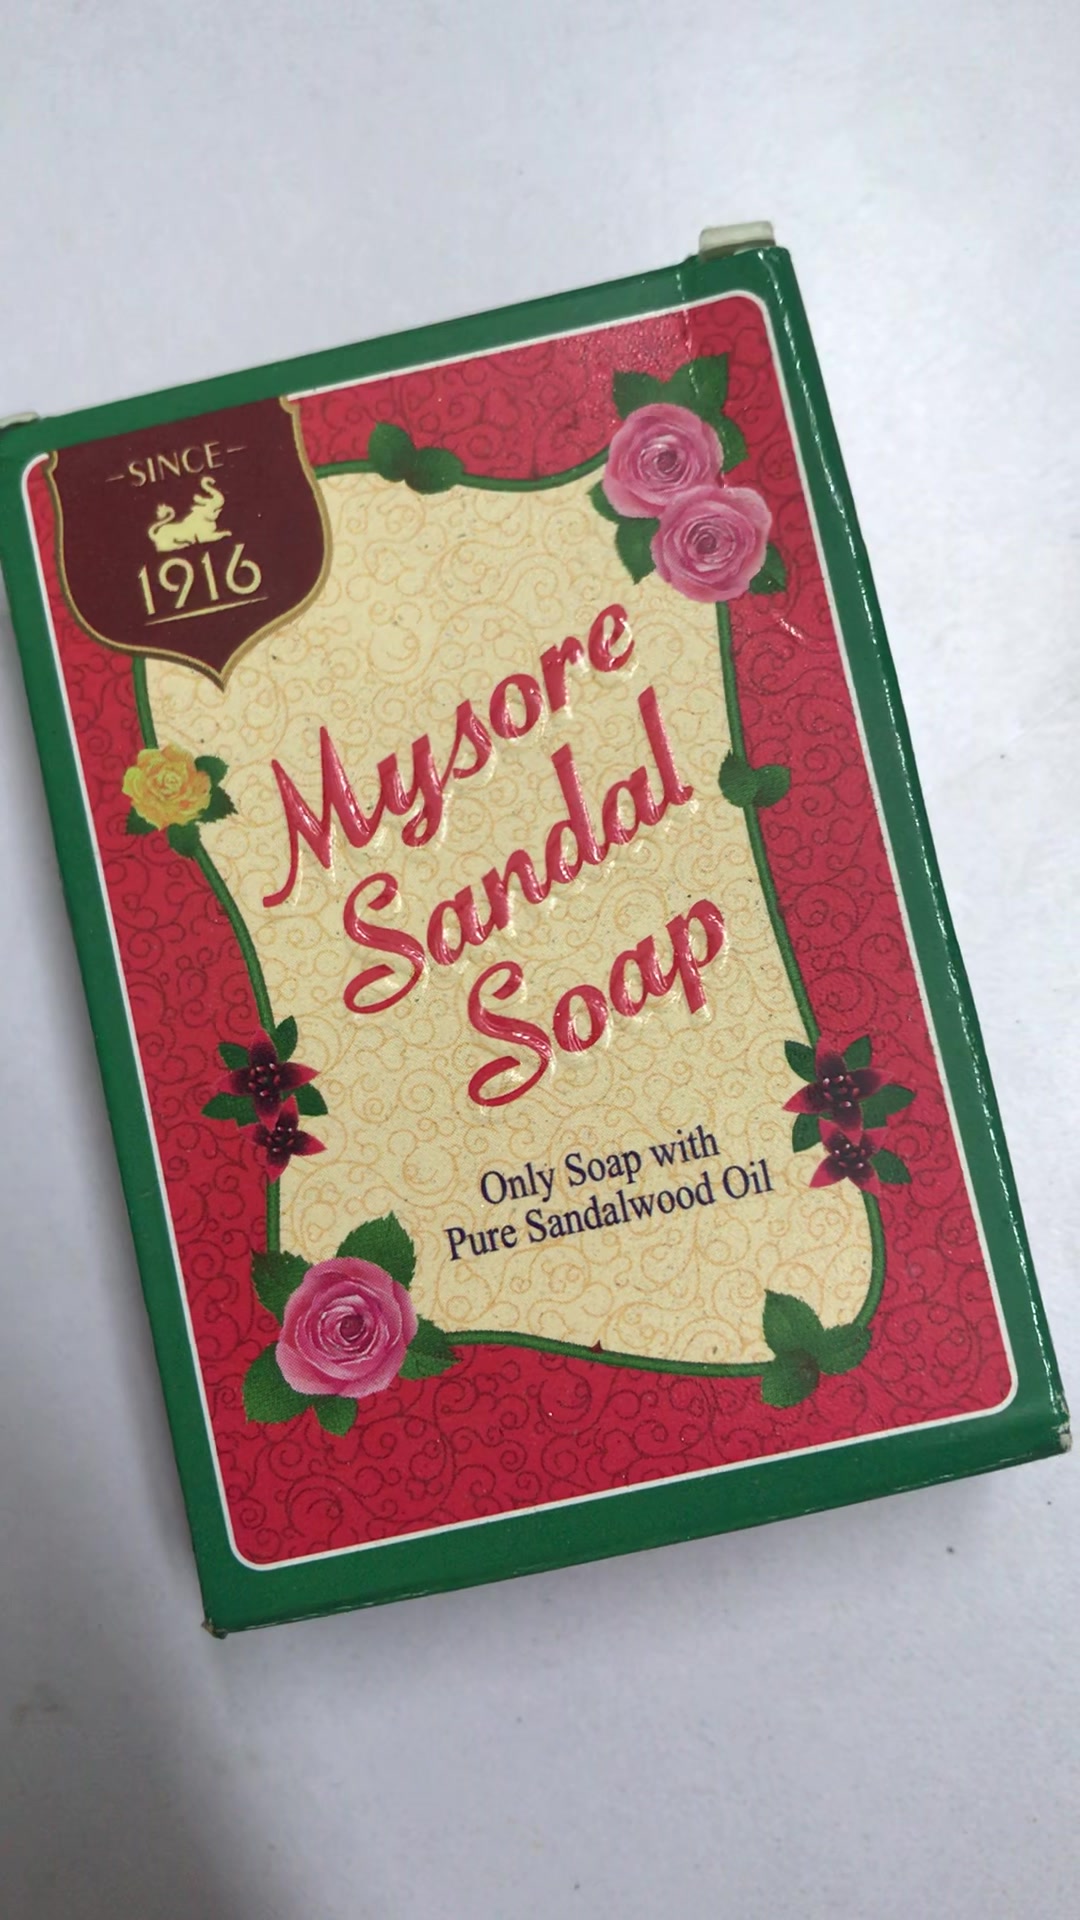 -SINCE-
1916
Mysore
Sandal
Soap
Only Soap with
Pure Sandalwood Oil